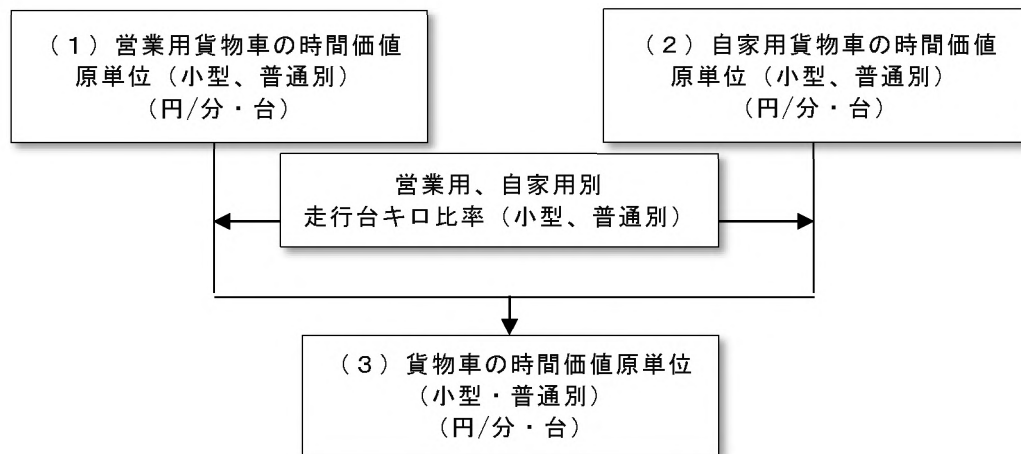 （１）営業用貨物車の時間価値
原単位（小型、普通別）
（円/分・台）
（２）自家用貨物車の時間価値
原単位（小型、普通別）
（円/分・台）
営業用、自家用別
走行台キロ比率（小型、普通別）
（３）貨物車の時間価値原単位
（小型・普通別）
（円/分・台）